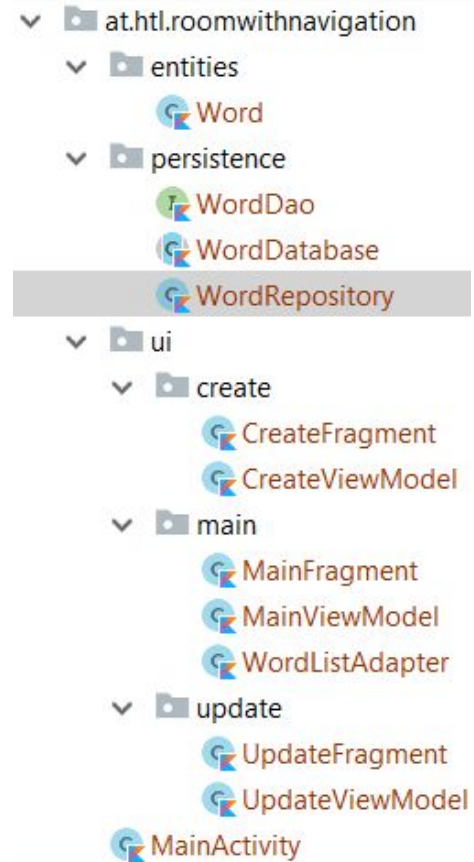 at.htl.roomwithnavigation
entities
Word
persistence
WordDao
WordDatabase
WordRepository
ui
create
CreateFragment
CreateViewModel
main
MainFragment
MainViewModel
WordListAdapter
update
UpdateFragment
UpdateViewModel
MainActivity